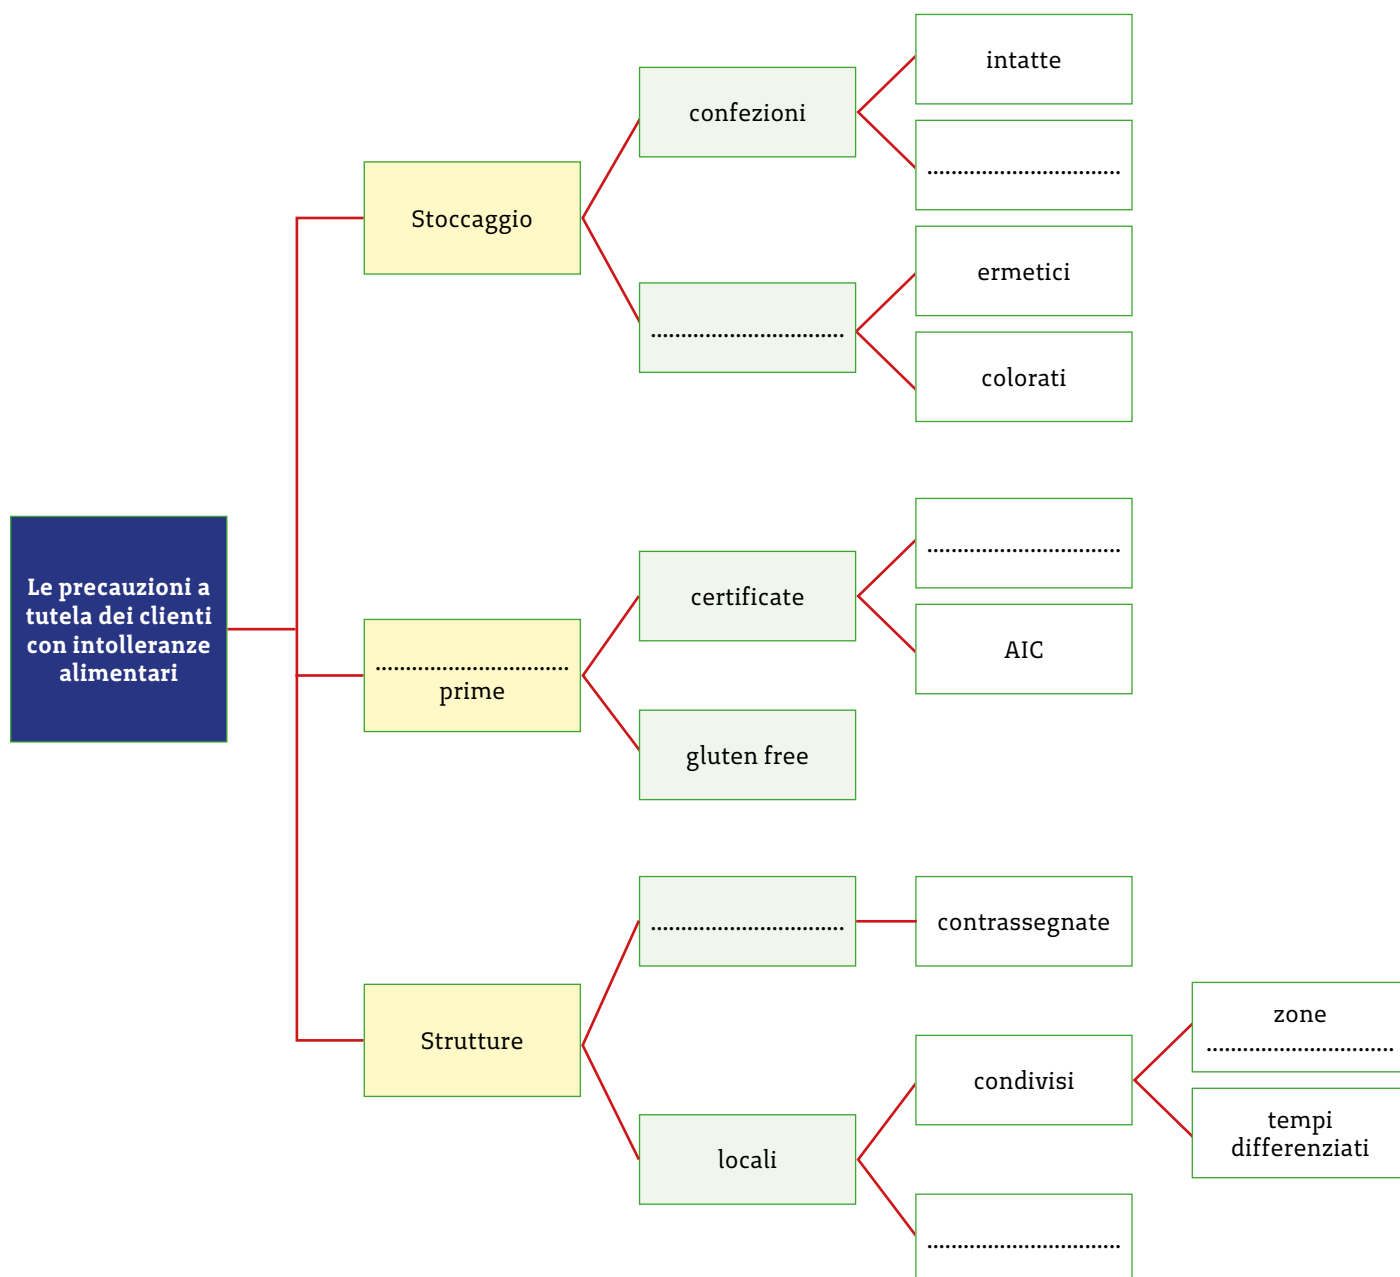 Le precauzioni a
tutela dei clienti
con intolleranze
alimentari
Stoccaggio
confezioni
intatte
................................
................................
ermetici
colorati
................................
prime
certificate
................................
AIC
gluten free
Strutture
................................
contrassegnate
locali
condivisi
zone
................................
tempi
differenziati
................................